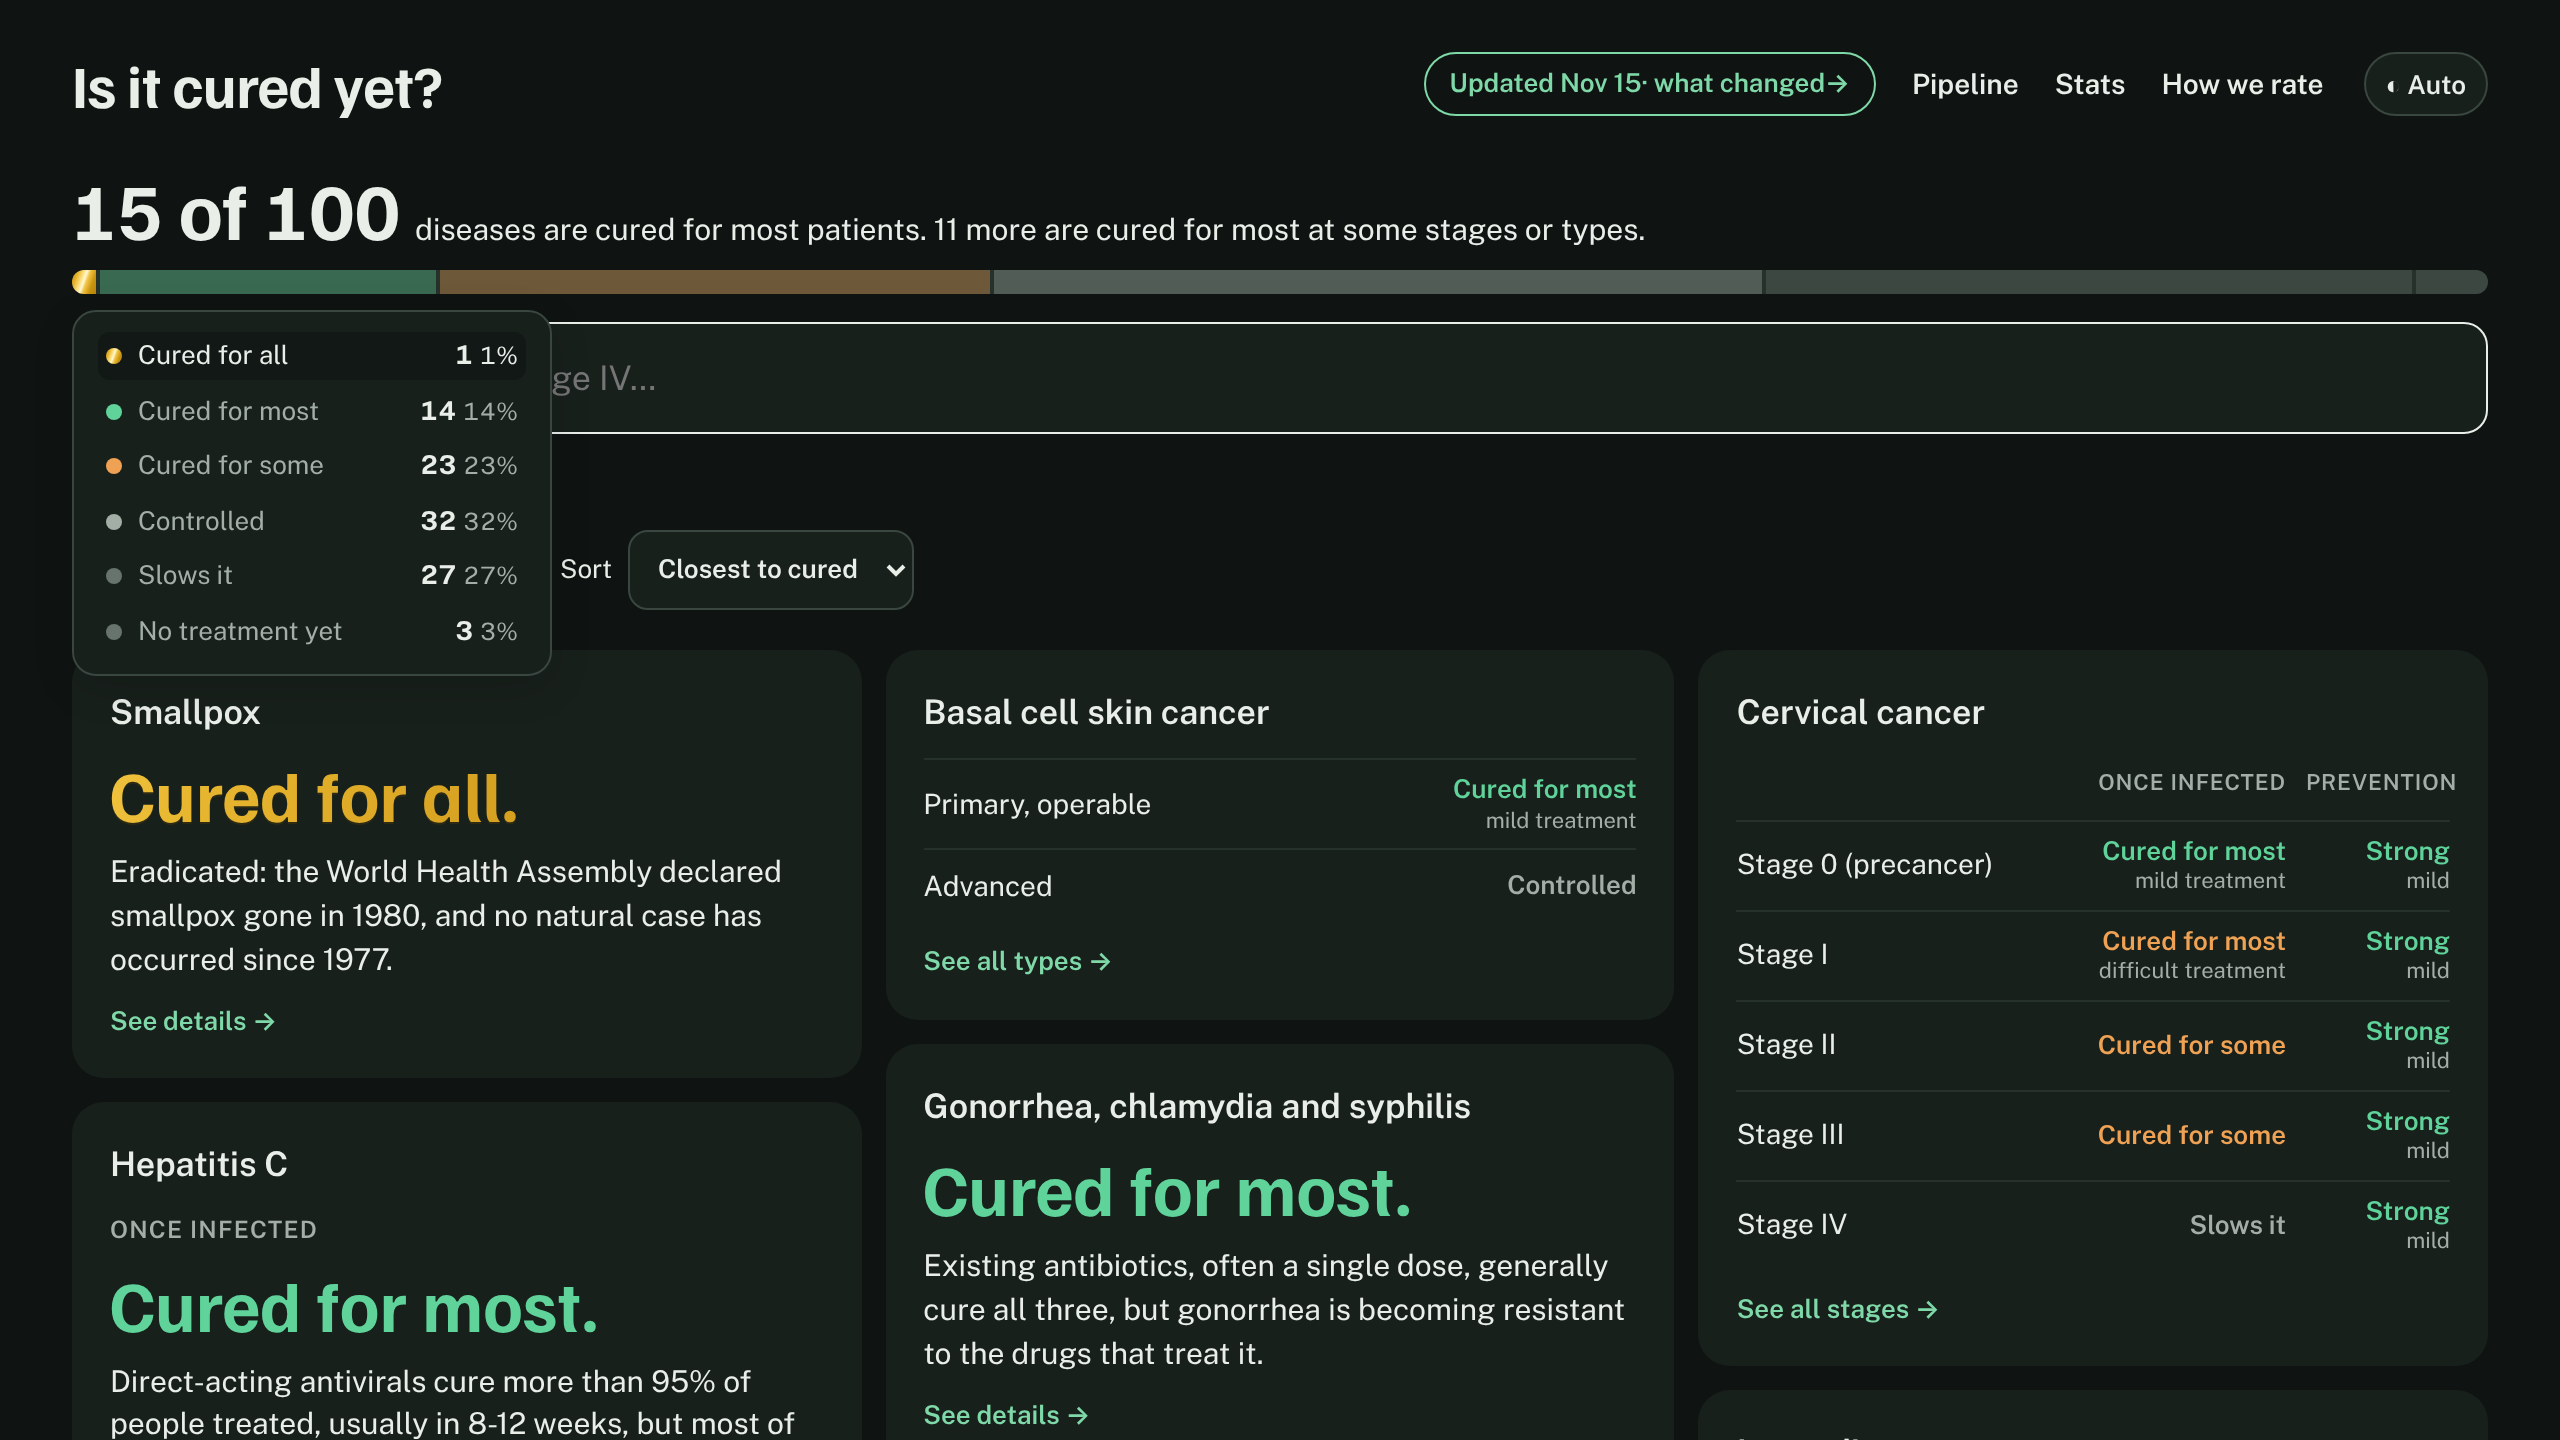 Is it cured yet?
Updated Nov 15· what changed→
Pipeline
Stats
How we rate
Auto
15 of 100 diseases are cured for most patients. 11 more are cured for most at some stages or types.
Cured for all 1 1%
Cured for most 14 14%
Cured for some 23 23%
Controlled 32 32%
Slows it 27 27%
No treatment yet 3 3%
ge IV...
Sort
Closest to cured
Smallpox
Cured for all.
Eradicated: the World Health Assembly declared
smallpox gone in 1980, and no natural case has
occurred since 1977.
See details →
Hepatitis C
ONCE INFECTED
Cured for most.
Direct-acting antivirals cure more than 95% of
people treated, usually in 8-12 weeks, but most of
Basal cell skin cancer
Primary, operable
Cured for most
mild treatment
Advanced
Controlled
See all types →
Gonorrhea, chlamydia and syphilis
Cured for most.
Existing antibiotics, often a single dose, generally
cure all three, but gonorrhea is becoming resistant
to the drugs that treat it.
See details →
Cervical cancer
ONCE INFECTED PREVENTION
Stage 0 (precancer)
Cured for most
mild treatment
Strong
mild
Stage I
Cured for most
difficult treatment
Strong
mild
Stage II
Cured for some
Strong
mild
Stage III
Cured for some
Strong
mild
Stage IV
Slows it
Strong
mild
See all stages →